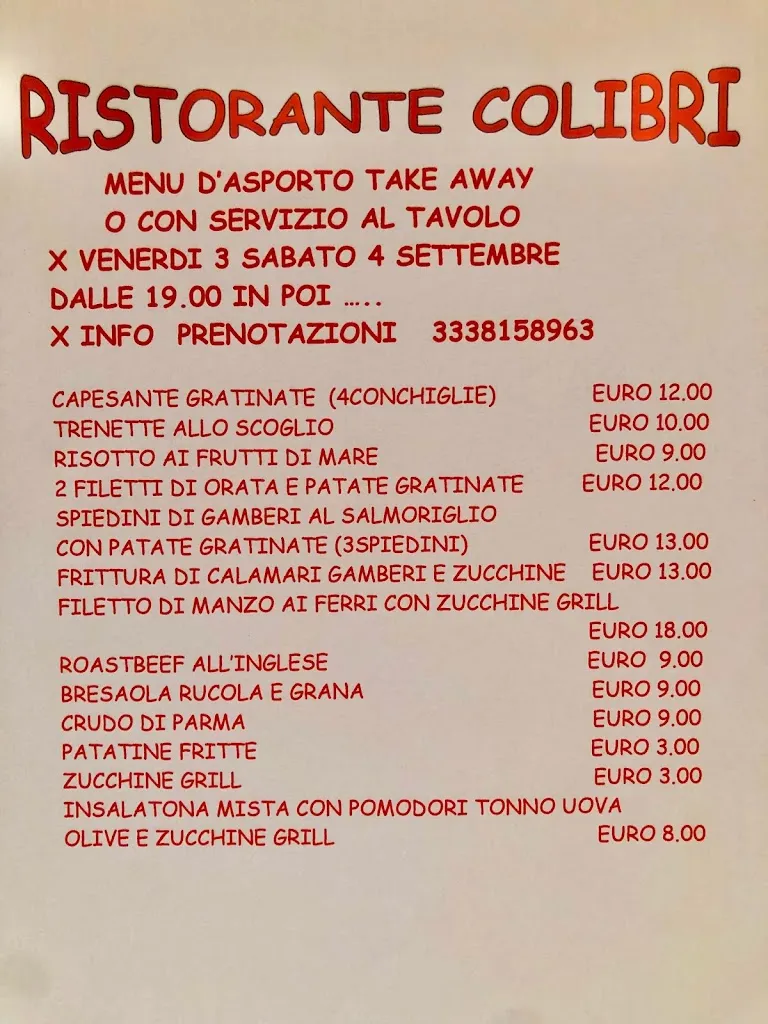 RISTORANTE COLIBRI
MENU D'ASPORTO TAKE AWAY
O CON SERVIZIO AL TAVOLO
X VENERDI 3 SABATO 4 SETTEMBRE
DALLE 19.00 IN POI .....
X INFO PRENOTAZIONI 3338158963
CAPESANTE GRATINATE (4CONCHIGLIE) EURO 12.00
TRENETTE ALLO SCOGLIO EURO 10.00
RISOTTO AI FRUTTI DI MARE EURO 9.00
2 FILETTI DI ORATA E PATATE GRATINATE EURO 12.00
SPIEDINI DI GAMBERI AL SALMORIGLIO
CON PATATE GRATINATE (3SPIEDINI) EURO 13.00
FRITTURA DI CALAMARI GAMBERI E ZUCCHINE EURO 13.00
FILETTO DI MANZO AI FERRI CON ZUCCHINE GRILL
EURO 18.00
ROASTBEEF ALL'INGLESE EURO 9.00
BRESAOLA RUCOLA E GRANA EURO 9.00
CRUDO DI PARMA EURO 9.00
PATATINE FRITTE EURO 3.00
ZUCCHINE GRILL EURO 3.00
INSALATONA MISTA CON POMODORI TONNO UOVA
OLIVE E ZUCCHINE GRILL EURO 8.00